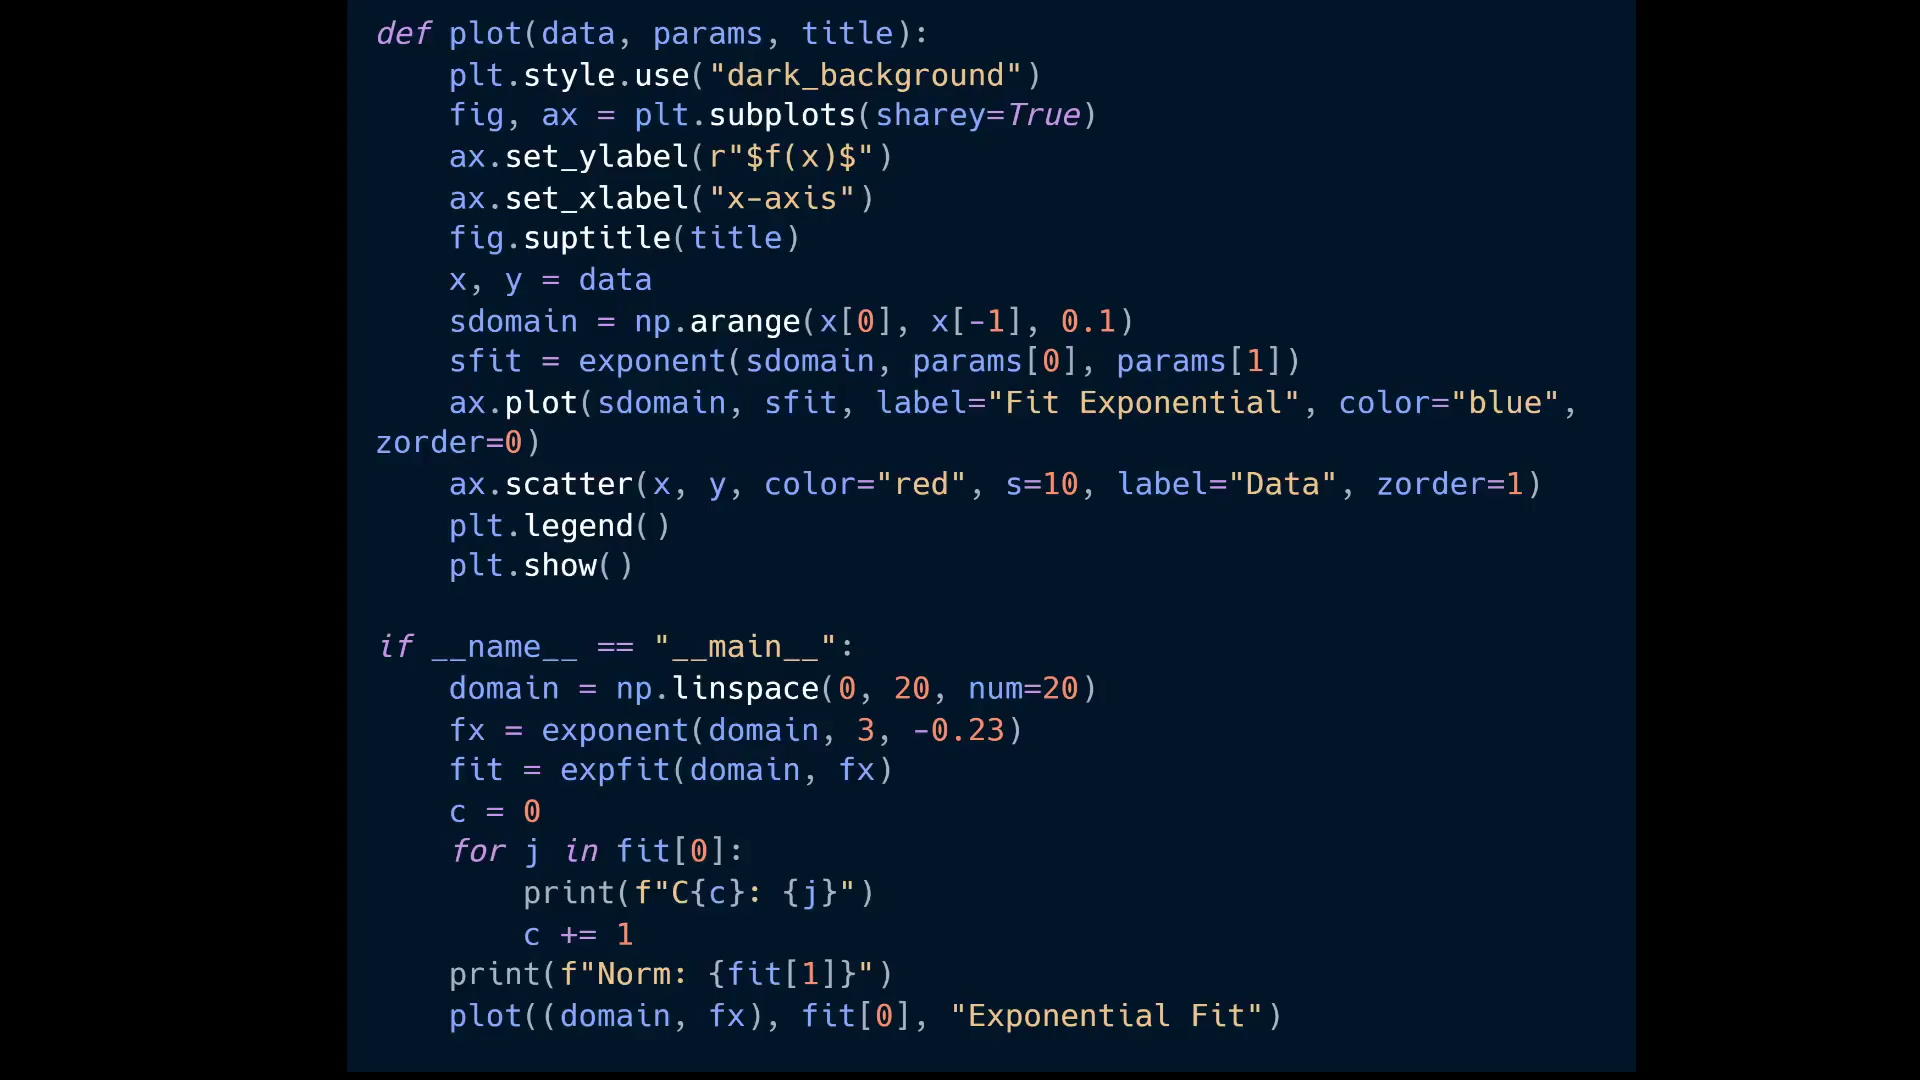 def plot(data, params, title):
    plt.style.use("dark_background")
    fig, ax = plt.subplots(sharey=True)
    ax.set_ylabel(r"$f(x)$")
    ax.set_xlabel("x-axis")
    fig.suptitle(title)
    x, y = data
    sdomain = np.arange(x[0], x[-1], 0.1)
    sfit = exponent(sdomain, params[0], params[1])
    ax.plot(sdomain, sfit, label="Fit Exponential", color="blue",
zorder=0)
    ax.scatter(x, y, color="red", s=10, label="Data", zorder=1)
    plt.legend()
    plt.show()

if __name__ == "__main__":
    domain = np.linspace(0, 20, num=20)
    fx = exponent(domain, 3, -0.23)
    fit = expfit(domain, fx)
    c = 0
    for j in fit[0]:
        print(f"C{c}: {j}")
        c += 1
    print(f"Norm: {fit[1]}")
    plot((domain, fx), fit[0], "Exponential Fit")